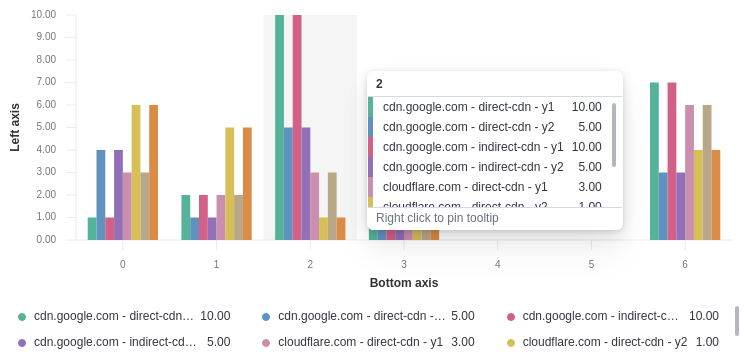 10.00
9.00
8.00
7.00
6.00
5.00
4.00
3.00
2.00
1.00
0.00
Left axis
2
cdn.google.com - direct-cdn - y1 10.00
cdn.google.com - direct-cdn - y2 5.00
cdn.google.com - indirect-cdn - y1 10.00
cdn.google.com - indirect-cdn - y2 5.00
cloudflare.com - direct-cdn - y1 3.00
cloudflare.com - direct-cdn - y2 1.00
Right click to pin tooltip
0 1 2 3 4 5 6
Bottom axis
cdn.google.com - direct-cdn… 10.00 cdn.google.com - direct-cdn -… 5.00 cdn.google.com - indirect-c… 10.00
cdn.google.com - indirect-cd… 5.00 cloudflare.com - direct-cdn - y1 3.00 cloudflare.com - direct-cdn - y2 1.00